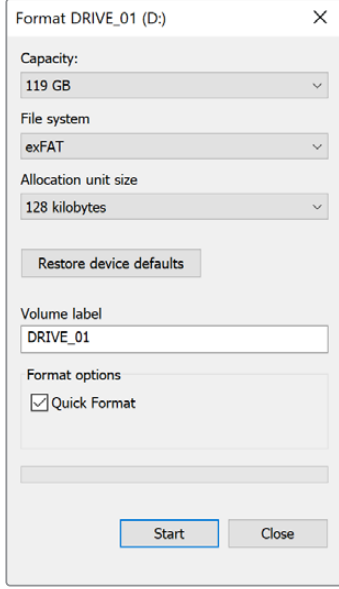 Format DRIVE_01 (D:)
Capacity:
119 GB
File system
exFAT
Allocation unit size
128 kilobytes
Restore device defaults
Volume label
DRIVE_01
Format options
Quick Format
Start Close